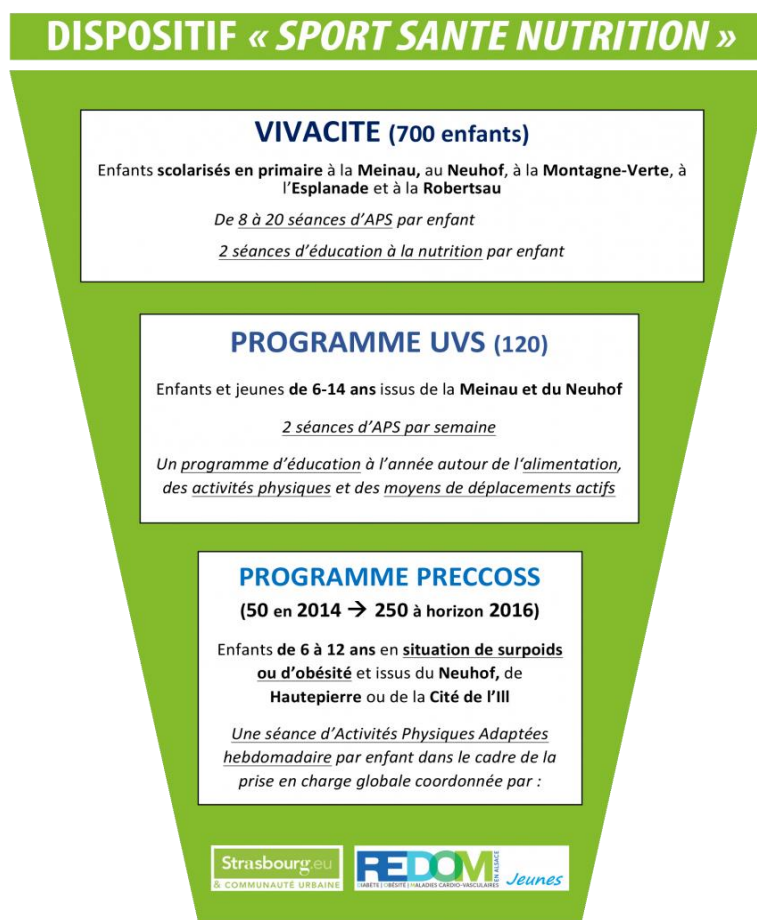 DISPOSITIF « SPORT SANTE NUTRITION »
VIVACITE (700 enfants)
Enfants scolarisés en primaire à la Meinau, au Neuhof, à la Montagne-Verte, à
l’Esplanade et à la Robertsau
De 8 à 20 séances d’APS par enfant
2 séances d’éducation à la nutrition par enfant
PROGRAMME UVS (120)
Enfants et jeunes de 6-14 ans issus de la Meinau et du Neuhof
2 séances d’APS par semaine
Un programme d’éducation à l’année autour de l‘alimentation,
des activités physiques et des moyens de déplacements actifs
PROGRAMME PRECCOSS
(50 en 2014 → 250 à horizon 2016)
Enfants de 6 à 12 ans en situation de surpoids
ou d’obésité et issus du Neuhof, de
Hautepierre ou de la Cité de l’Ill
Une séance d’Activités Physiques Adaptées
hebdomadaire par enfant dans le cadre de la
prise en charge globale coordonnée par :
Strasbourg.eu
& COMMUNAUTÉ URBAINE
REDOM
EN ALSACE
DIABÈTE | OBÉSITÉ | MALADIES CARDIO-VASCULAIRES
Jeunes